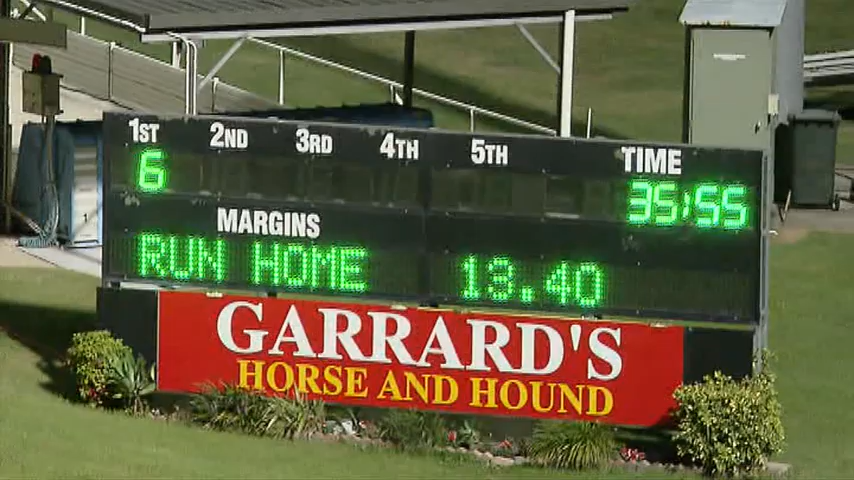 1ST 2ND 3RD 4TH 5TH TIME
6 35:55
MARGINS
RUN HOME 13.40
GARRARD'S
HORSE AND HOUND